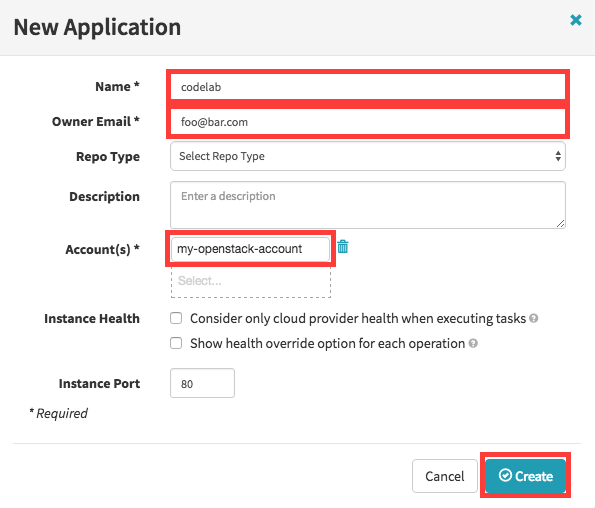 New Application
Name * codelab
Owner Email * foo@bar.com
Repo Type Select Repo Type
Description Enter a description
Account(s) * my-openstack-account
Select...
Instance Health Consider only cloud provider health when executing tasks
Show health override option for each operation
Instance Port 80
* Required
Cancel Create